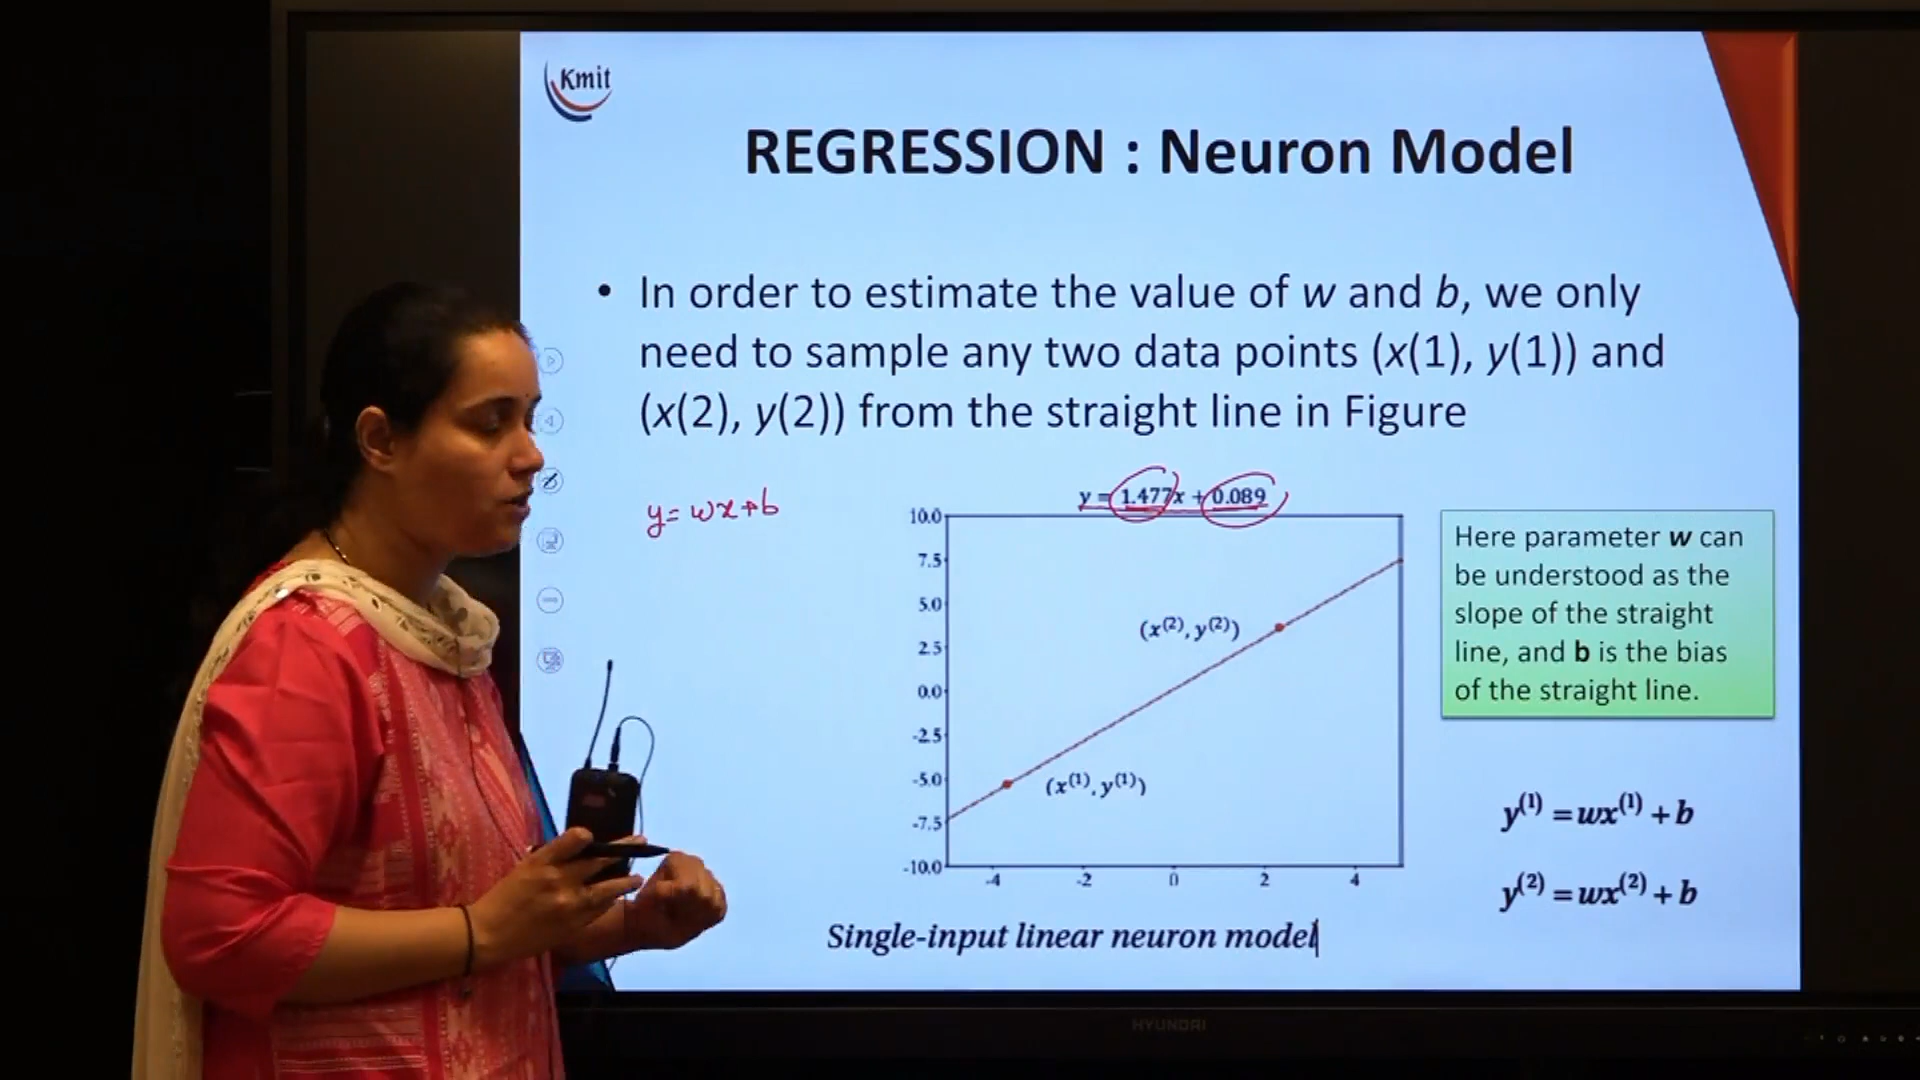 Kmit
REGRESSION : Neuron Model
• In order to estimate the value of w and b, we only
need to sample any two data points (x(1), y(1)) and
(x(2), y(2)) from the straight line in Figure
y = wx+b
y = 1.477x + 0.089
10.0
7.5
5.0
2.5
0.0
-2.5
-5.0
-7.5
-10.0
-4 -2 0 2 4
(x⁽²⁾, y⁽²⁾)
(x⁽¹⁾, y⁽¹⁾)
Single-input linear neuron model
Here parameter w can
be understood as the
slope of the straight
line, and b is the bias
of the straight line.
y⁽¹⁾ = wx⁽¹⁾ + b
y⁽²⁾ = wx⁽²⁾ + b
HYUNDAI